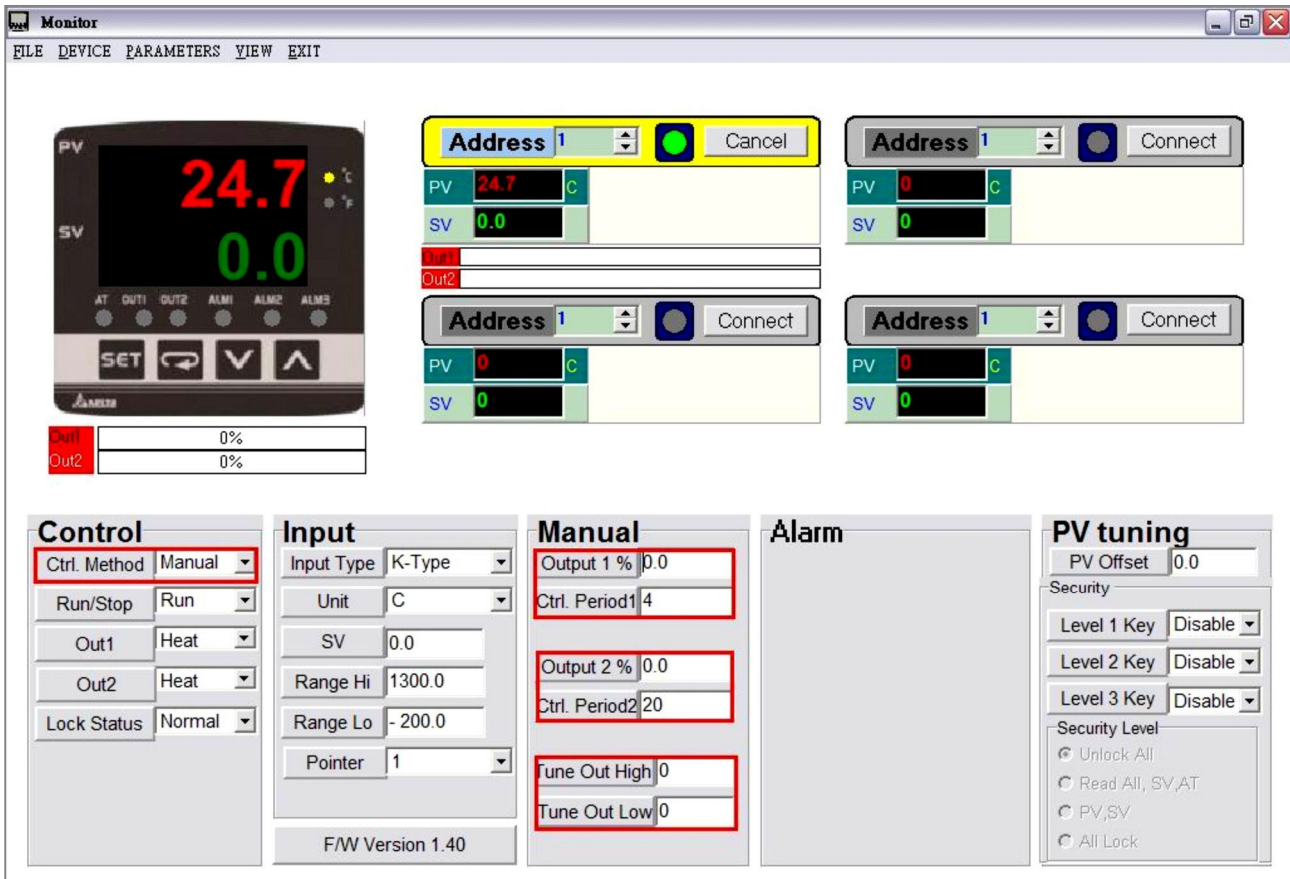 Monitor
FILE DEVICE PARAMETERS VIEW EXIT
PV
24.7 °C
°F
SV
0.0
AT OUT1 OUT2 ALM1 ALM2 ALM3
SET
DELTA
Out1 0%
Out2 0%
Address 1 Cancel
PV 24.7 C
SV 0.0
Out1
Out2
Address 1 Connect
PV 0 C
SV 0
Address 1 Connect
PV 0 C
SV 0
Address 1 Connect
PV 0 C
SV 0
Control
Ctrl. Method Manual
Run/Stop Run
Out1 Heat
Out2 Heat
Lock Status Normal
Input
Input Type K-Type
Unit C
SV 0.0
Range Hi 1300.0
Range Lo - 200.0
Pointer 1
F/W Version 1.40
Manual
Output 1 % 0.0
Ctrl. Period1 4
Output 2 % 0.0
Ctrl. Period2 20
Tune Out High 0
Tune Out Low 0
Alarm
PV tuning
PV Offset 0.0
Security
Level 1 Key Disable
Level 2 Key Disable
Level 3 Key Disable
Security Level
Unlock All
Read All, SV,AT
PV,SV
All Lock